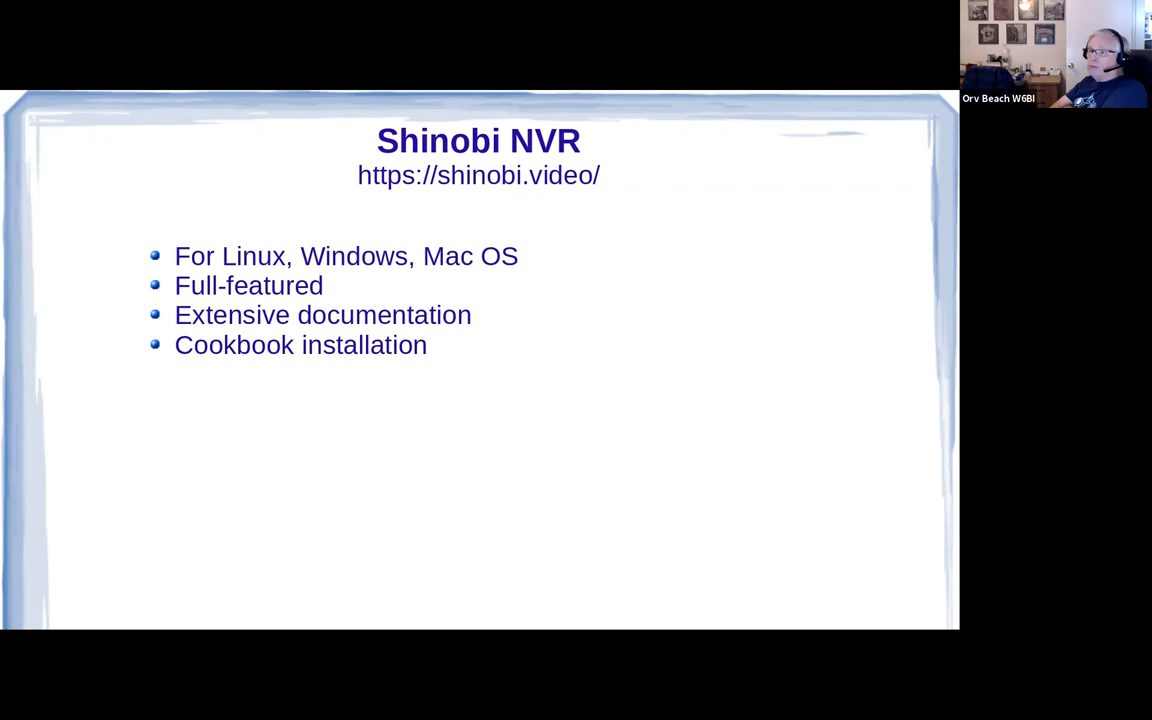 Shinobi NVR
https://shinobi.video/
For Linux, Windows, Mac OS
Full-featured
Extensive documentation
Cookbook installation
Orv Beach W6BI